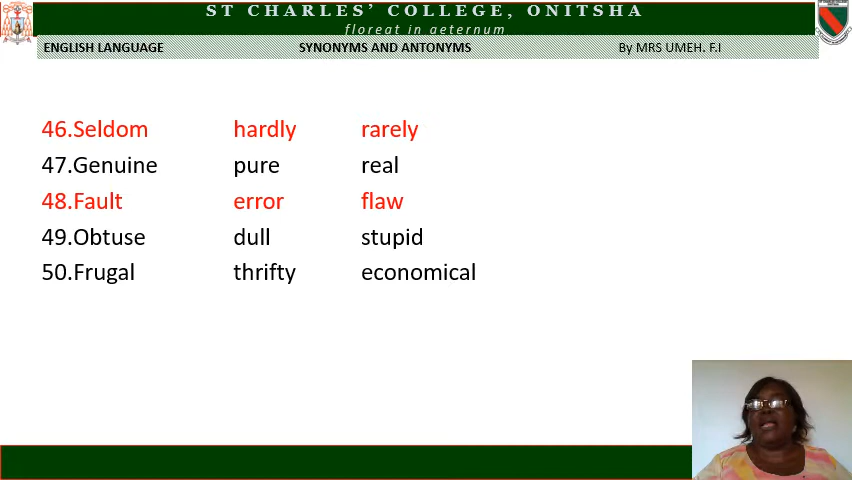 ST CHARLES' COLLEGE, ONITSHA
floreat in aeternum
ENGLISH LANGUAGE SYNONYMS AND ANTONYMS By MRS UMEH. F.I
46.Seldom hardly rarely
47.Genuine pure real
48.Fault error flaw
49.Obtuse dull stupid
50.Frugal thrifty economical